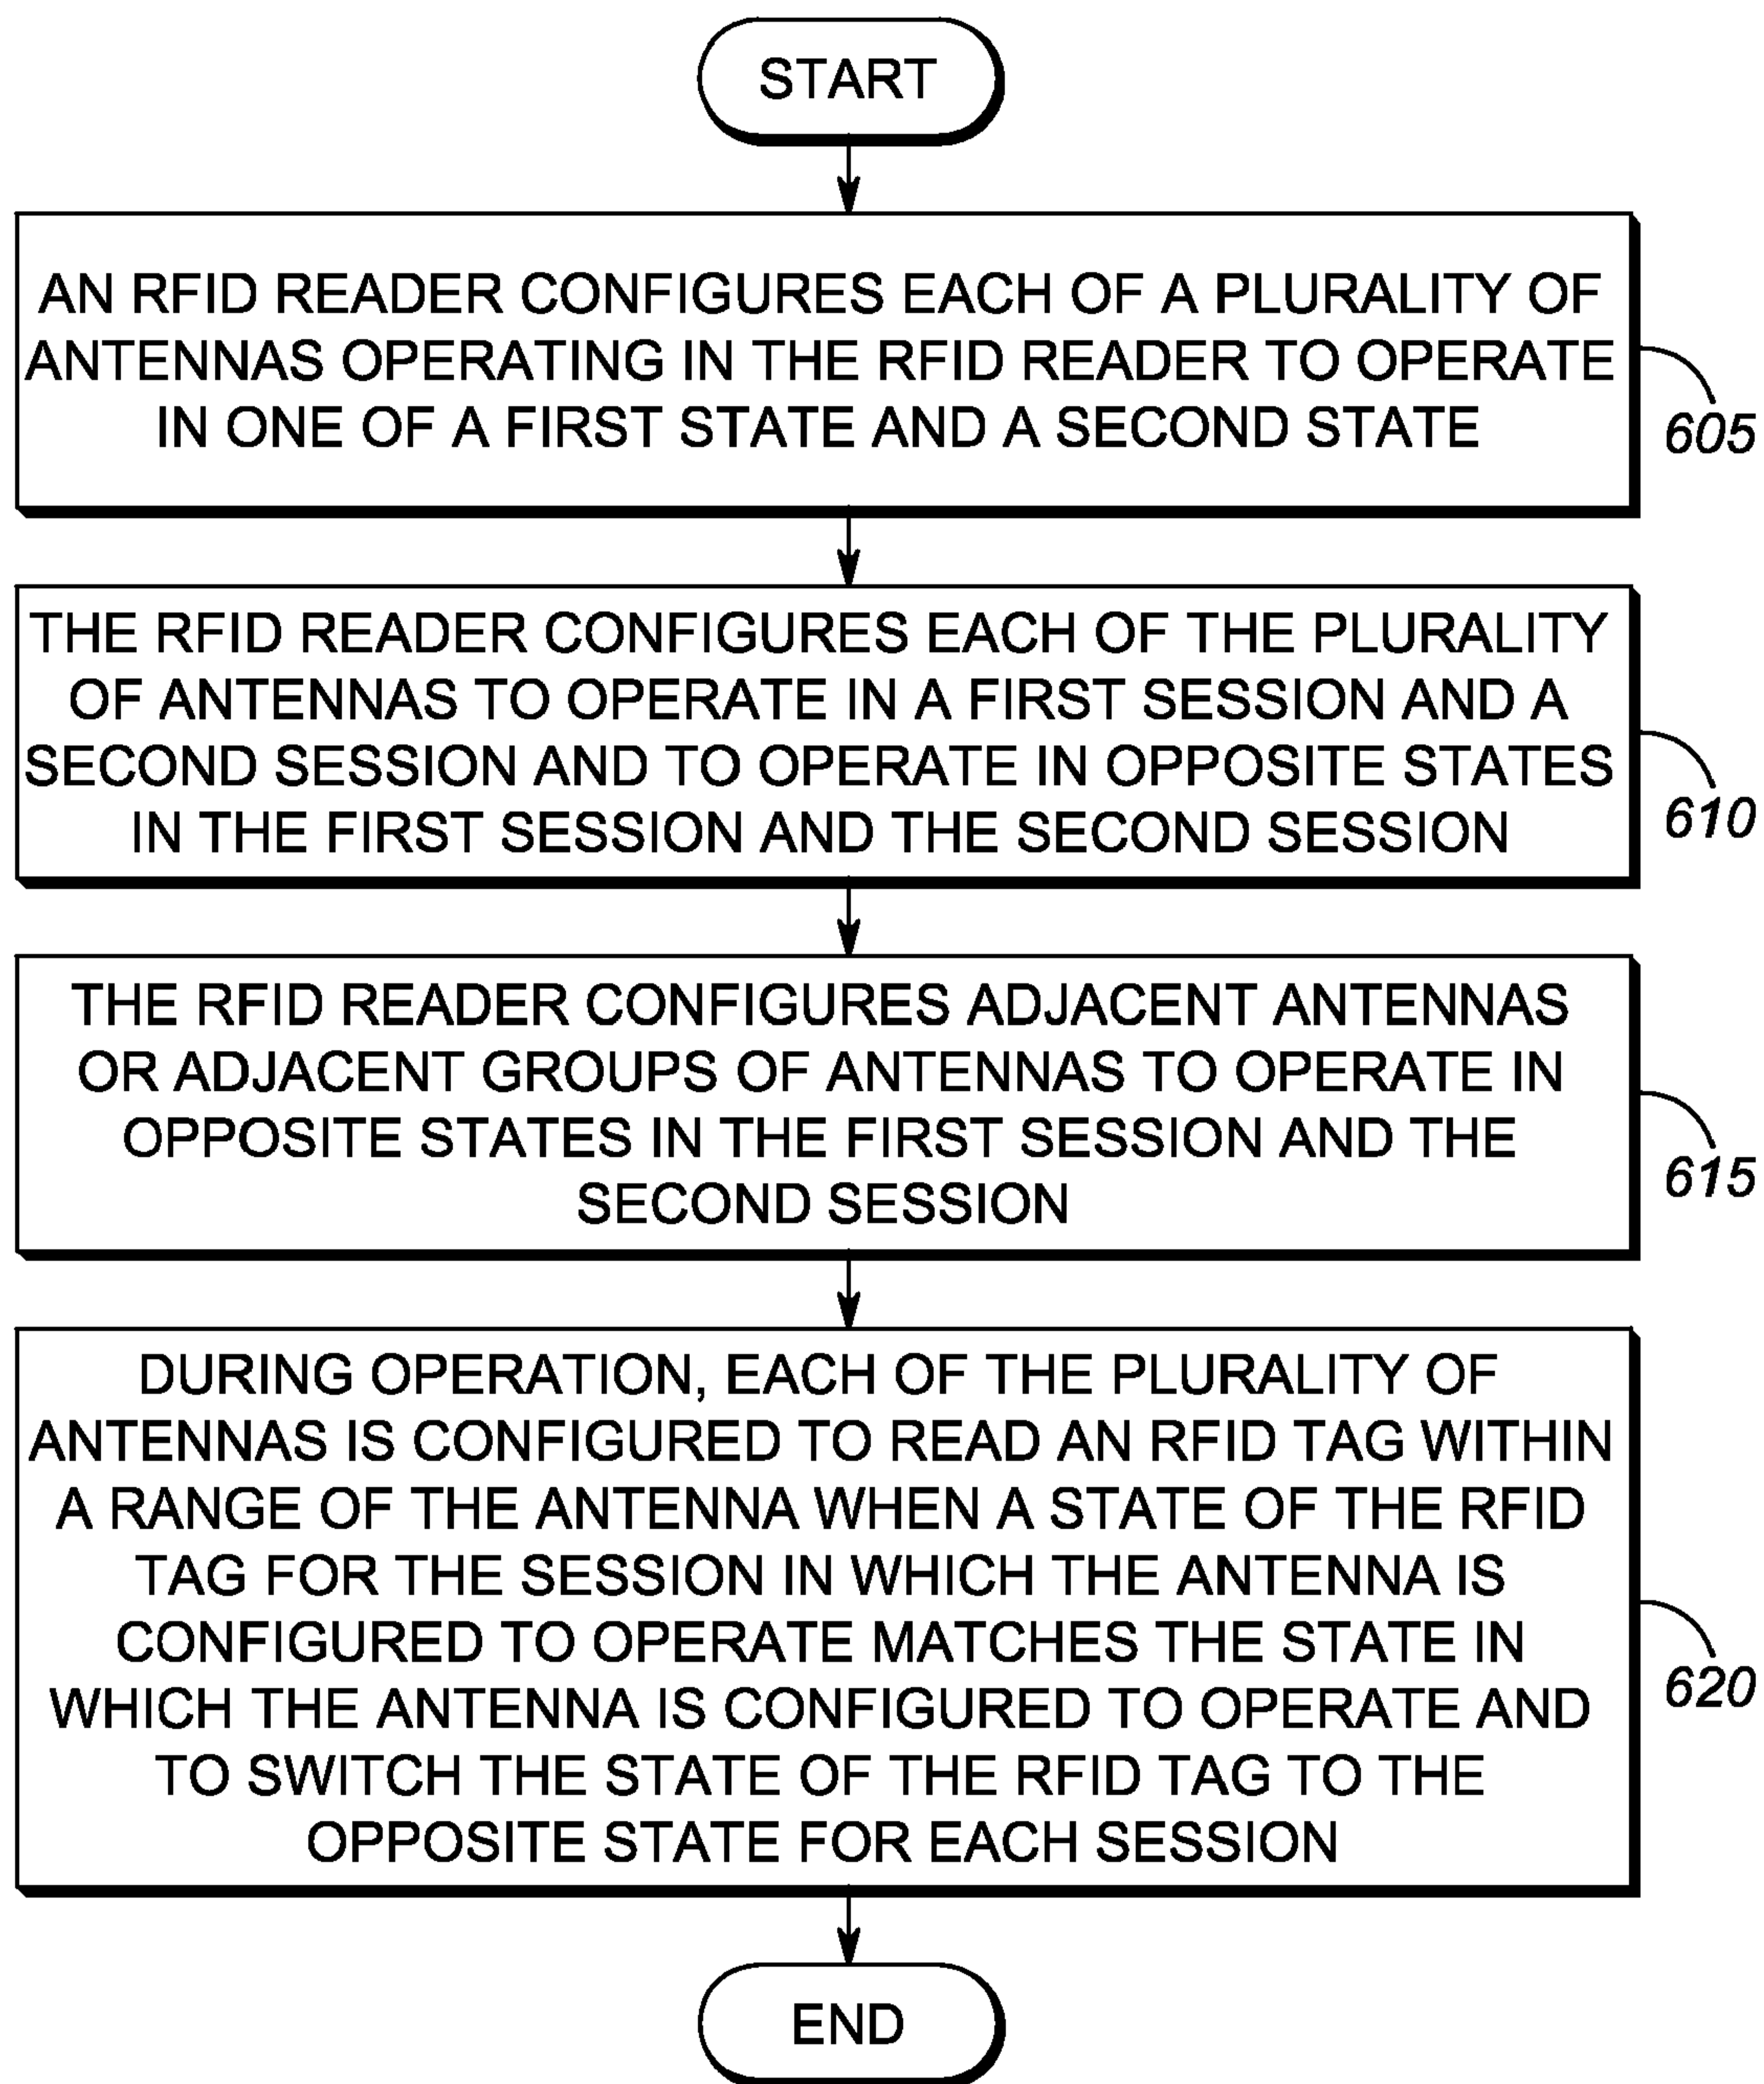 START
AN RFID READER CONFIGURES EACH OF A PLURALITY OF
ANTENNAS OPERATING IN THE RFID READER TO OPERATE
IN ONE OF A FIRST STATE AND A SECOND STATE
605
THE RFID READER CONFIGURES EACH OF THE PLURALITY
OF ANTENNAS TO OPERATE IN A FIRST SESSION AND A
SECOND SESSION AND TO OPERATE IN OPPOSITE STATES
IN THE FIRST SESSION AND THE SECOND SESSION
610
THE RFID READER CONFIGURES ADJACENT ANTENNAS
OR ADJACENT GROUPS OF ANTENNAS TO OPERATE IN
OPPOSITE STATES IN THE FIRST SESSION AND THE
SECOND SESSION
615
DURING OPERATION, EACH OF THE PLURALITY OF
ANTENNAS IS CONFIGURED TO READ AN RFID TAG WITHIN
A RANGE OF THE ANTENNA WHEN A STATE OF THE RFID
TAG FOR THE SESSION IN WHICH THE ANTENNA IS
CONFIGURED TO OPERATE MATCHES THE STATE IN
WHICH THE ANTENNA IS CONFIGURED TO OPERATE AND
TO SWITCH THE STATE OF THE RFID TAG TO THE
OPPOSITE STATE FOR EACH SESSION
620
END